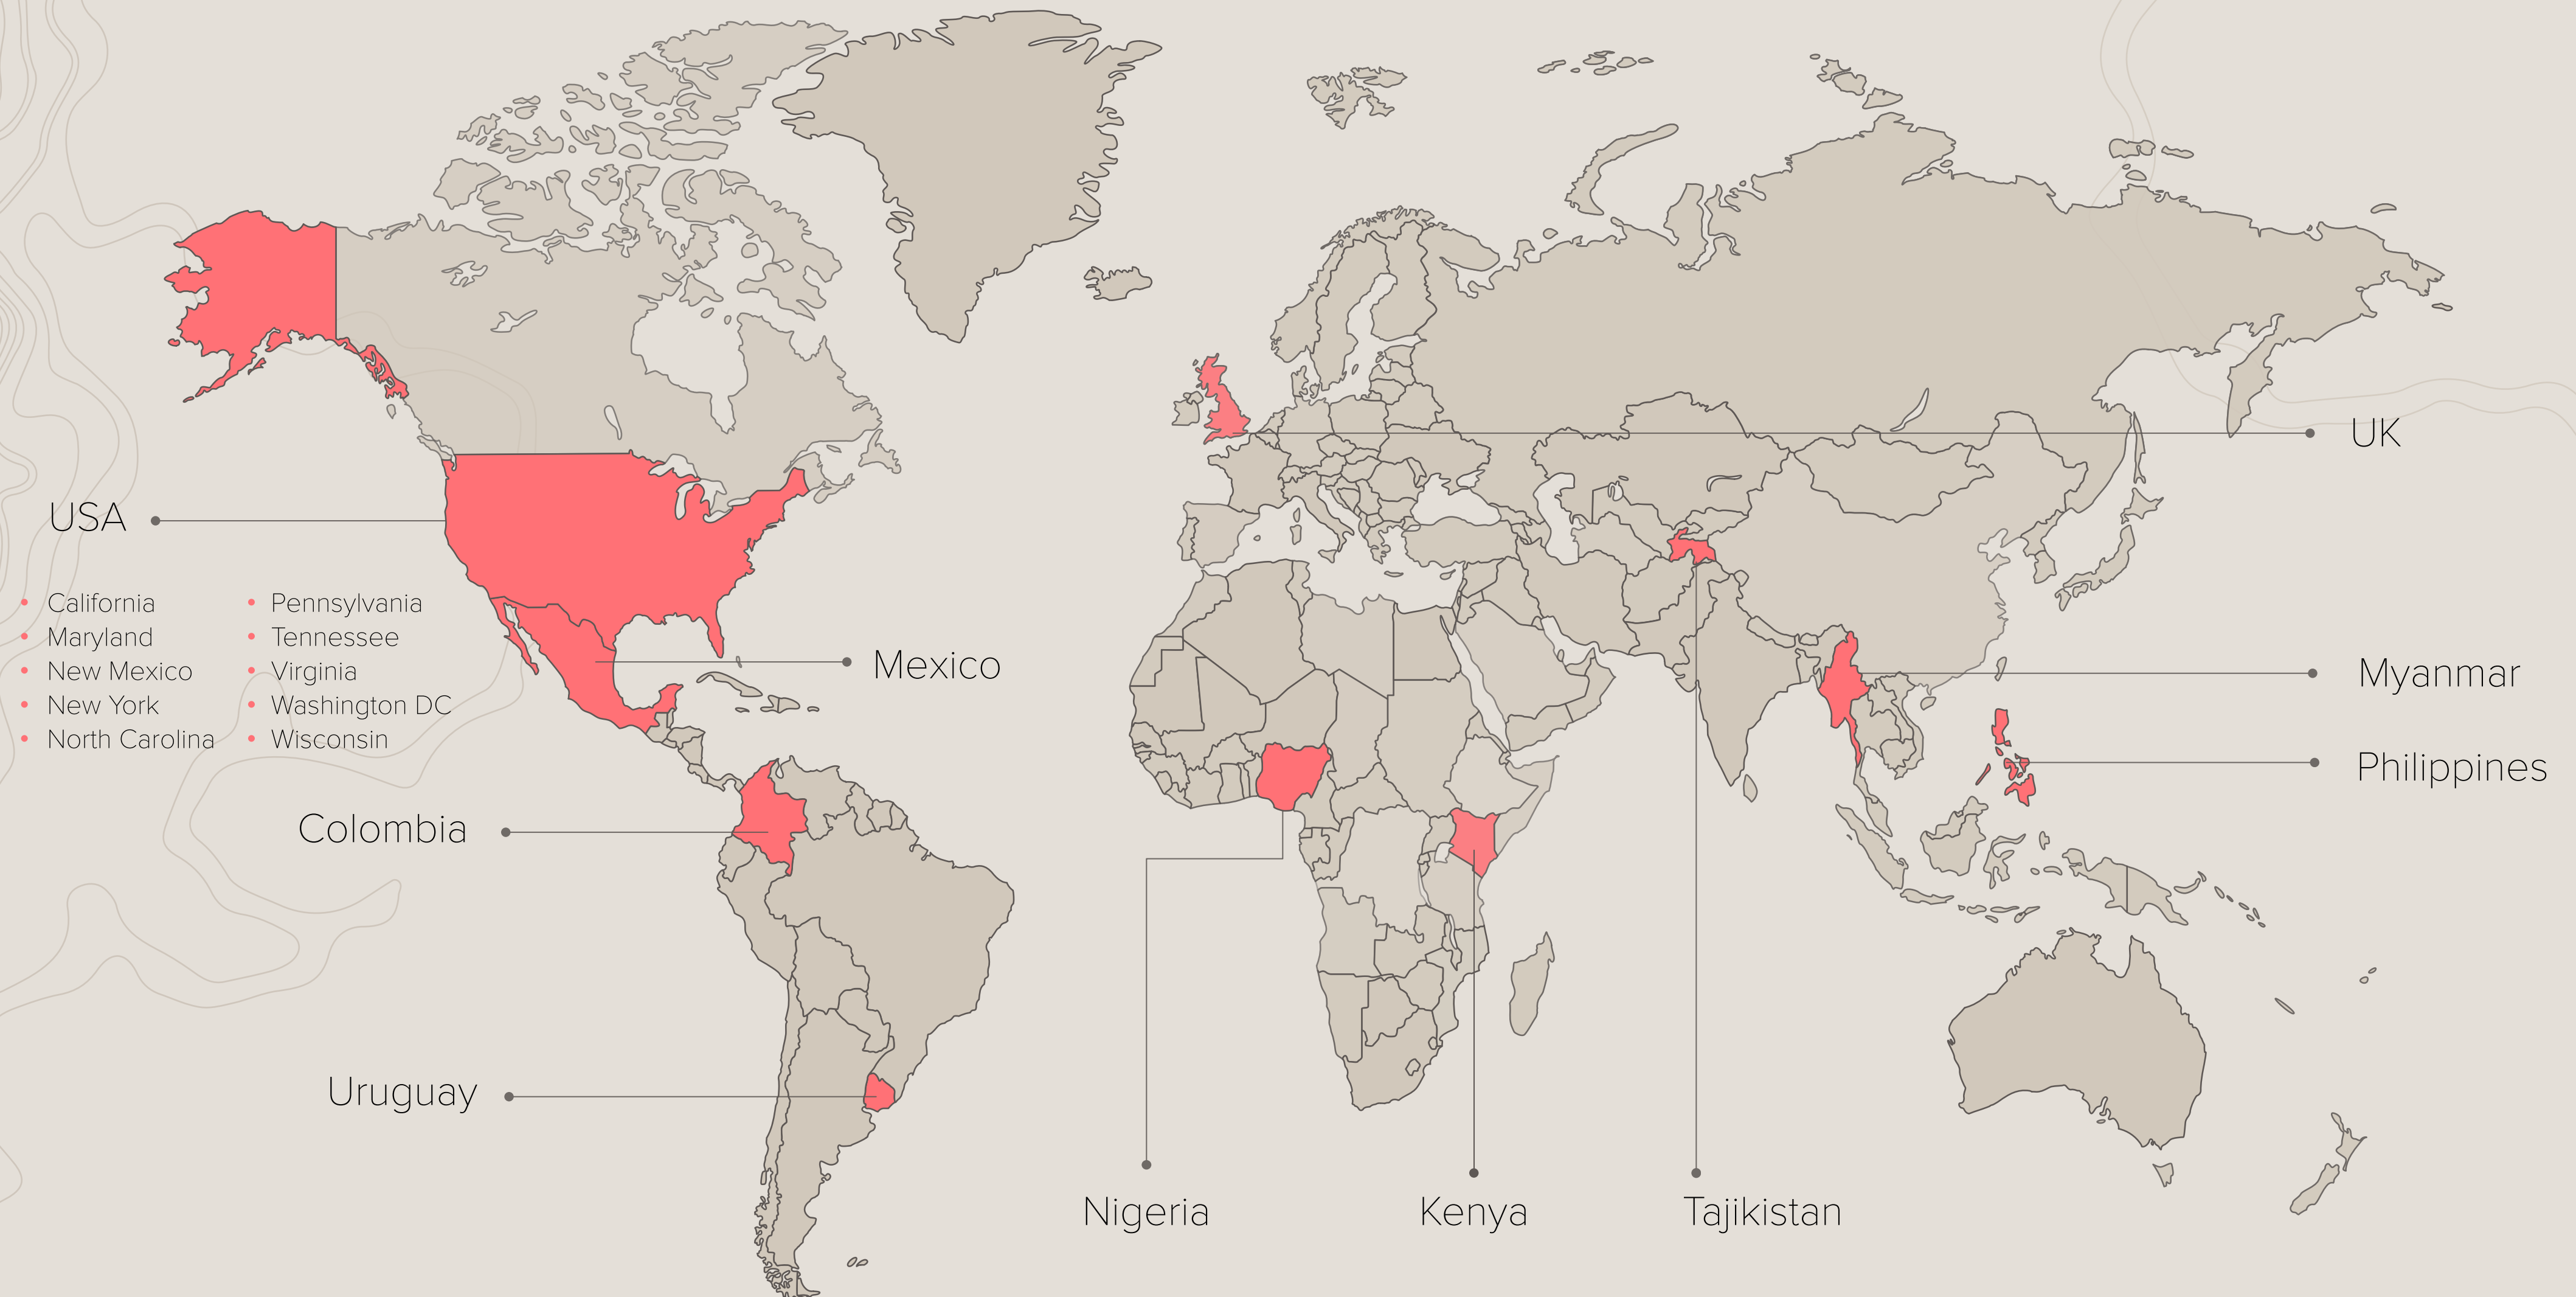 UK
USA
California
Maryland
New Mexico
New York
North Carolina
Pennsylvania
Tennessee
Virginia
Washington DC
Wisconsin
Mexico
Myanmar
Philippines
Colombia
Uruguay
Nigeria
Kenya
Tajikistan